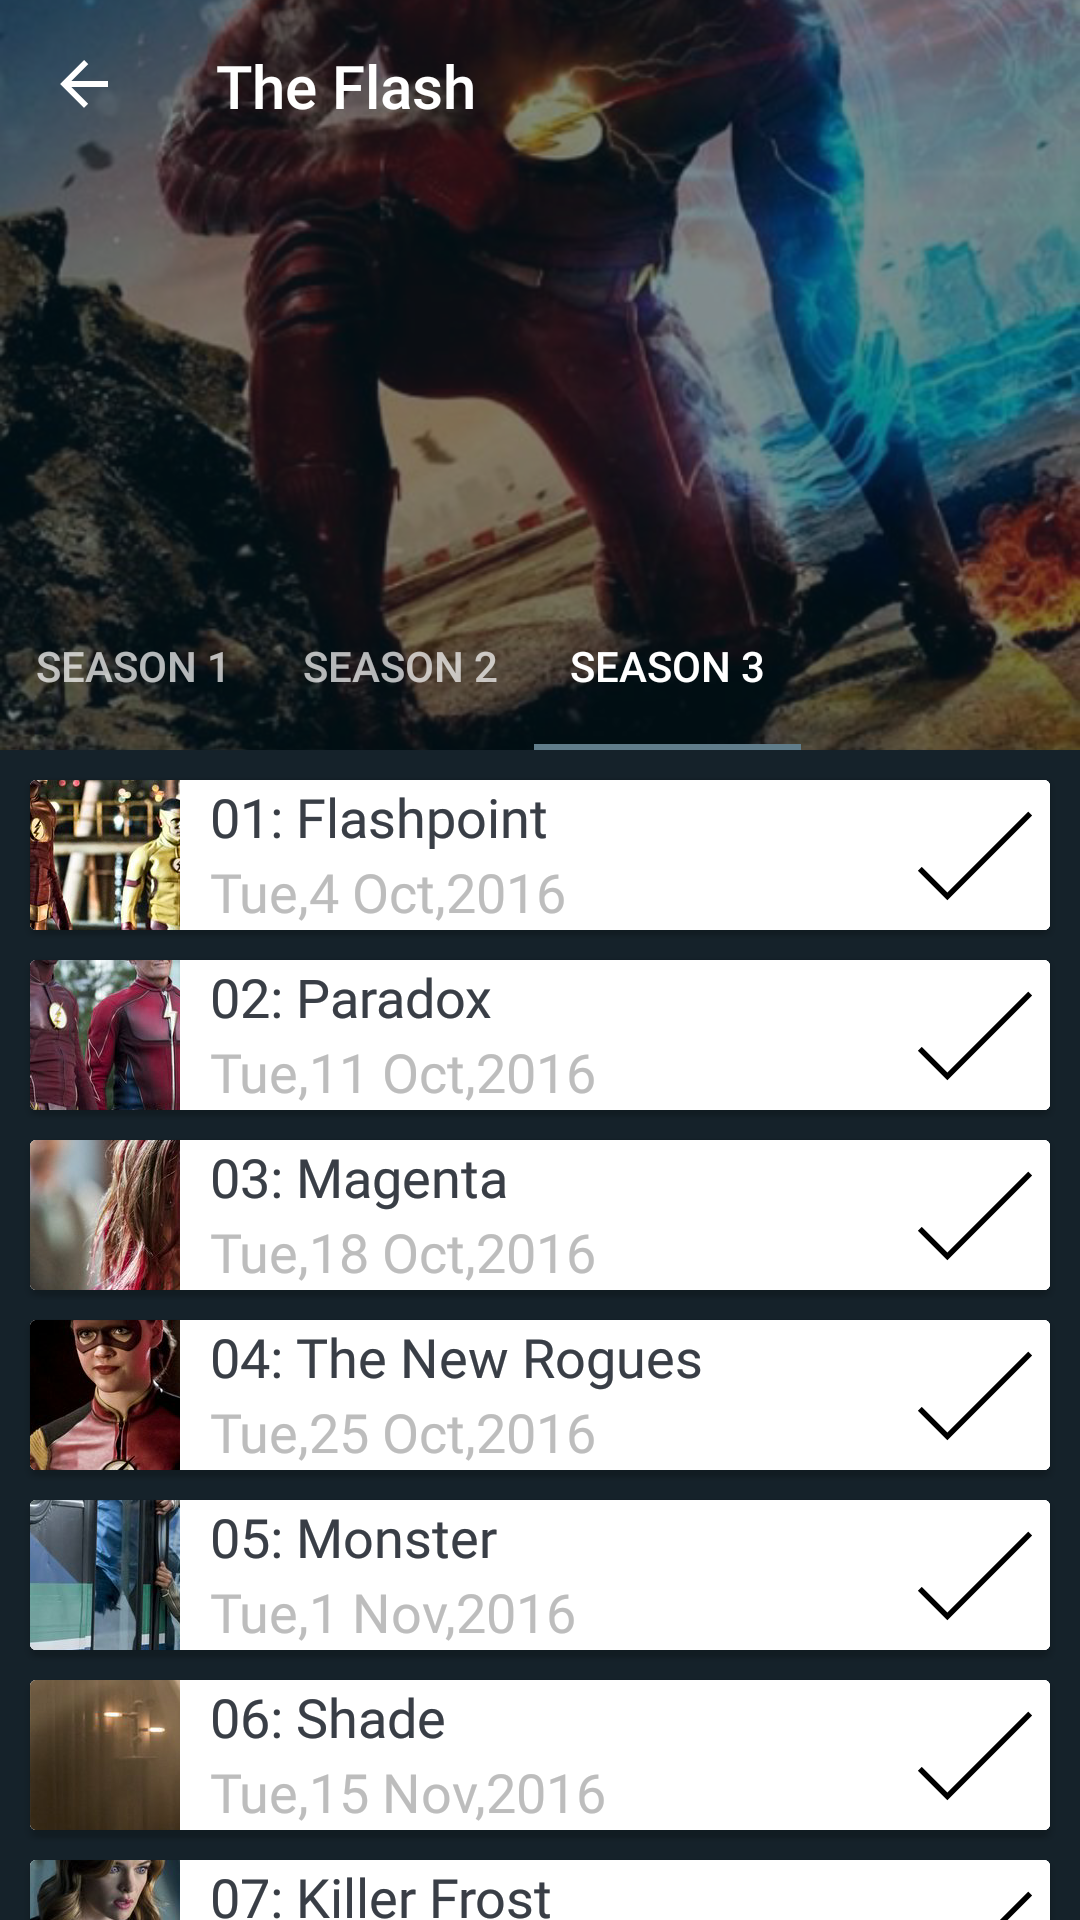 The Flash
SEASON 1 SEASON 2 SEASON 3
01: Flashpoint
Tue,4 Oct,2016
02: Paradox
Tue,11 Oct,2016
03: Magenta
Tue,18 Oct,2016
04: The New Rogues
Tue,25 Oct,2016
05: Monster
Tue,1 Nov,2016
06: Shade
Tue,15 Nov,2016
07: Killer Frost